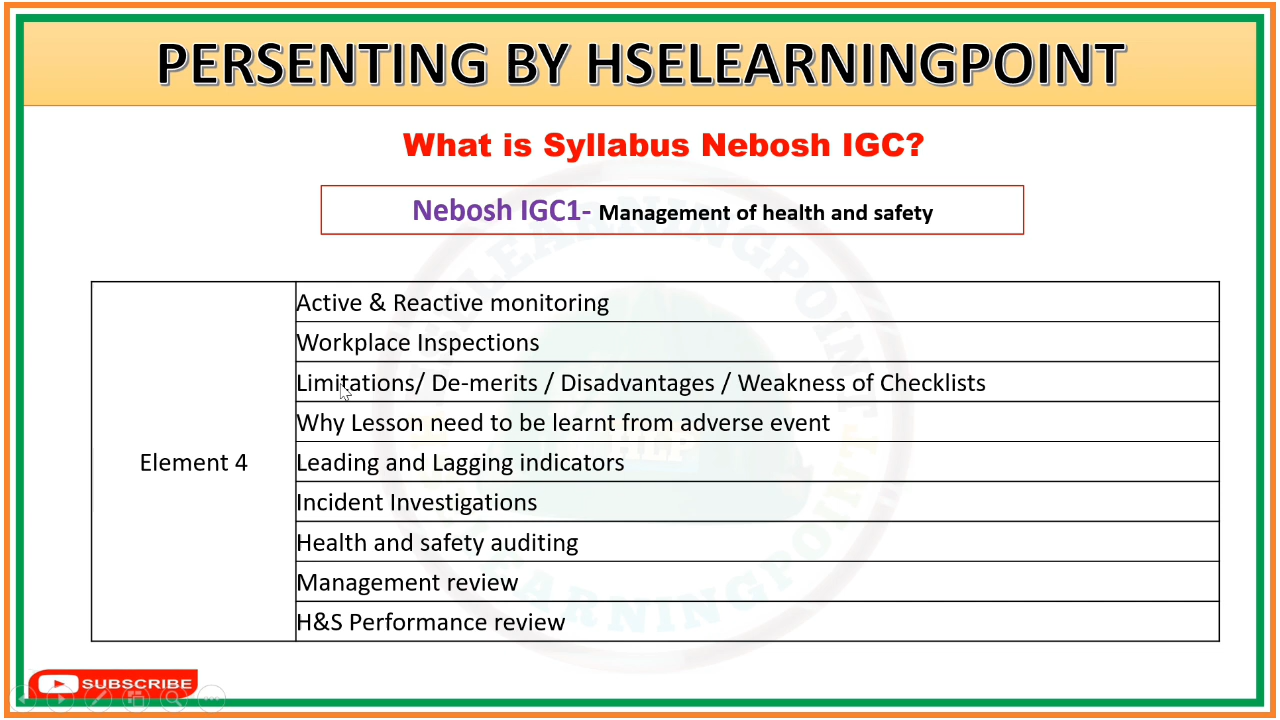 PERSENTING BY HSELEARNINGPOINT
What is Syllabus Nebosh IGC?
Nebosh IGC1- Management of health and safety
Active & Reactive monitoring
Workplace Inspections
Limitations/ De-merits / Disadvantages / Weakness of Checklists
Why Lesson need to be learnt from adverse event
Element 4
Leading and Lagging indicators
Incident Investigations
Health and safety auditing
Management review
H&S Performance review
HLP
SUBSCRIBE